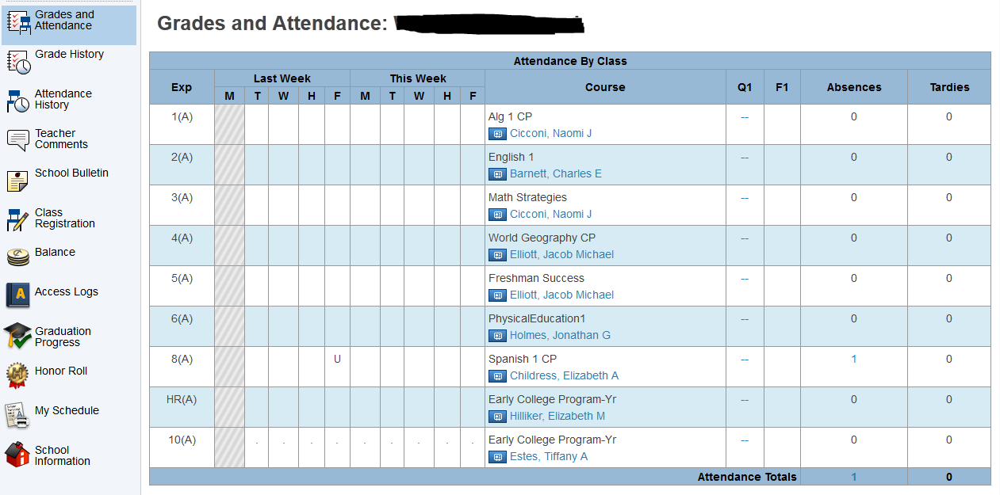 Grades and
Attendance
Grade History
Attendance
History
Teacher
Comments
School Bulletin
Class
Registration
Balance
Access Logs
Graduation
Progress
Honor Roll
My Schedule
School
Information
Grades and Attendance:
Attendance By Class
Exp Last Week This Week Course Q1 F1 Absences Tardies
M T W H F M T W H F
1(A) Alg 1 CP -- 0 0
Cicconi, Naomi J
2(A) English 1 -- 0 0
Barnett, Charles E
3(A) Math Strategies -- 0 0
Cicconi, Naomi J
4(A) World Geography CP -- 0 0
Elliott, Jacob Michael
5(A) Freshman Success -- 0 0
Elliott, Jacob Michael
6(A) PhysicalEducation1 -- 0 0
Holmes, Jonathan G
8(A) U Spanish 1 CP -- 1 0
Childress, Elizabeth A
HR(A) Early College Program-Yr -- 0 0
Hilliker, Elizabeth M
10(A) . . . . . . . . . Early College Program-Yr -- 0 0
Estes, Tiffany A
Attendance Totals 1 0